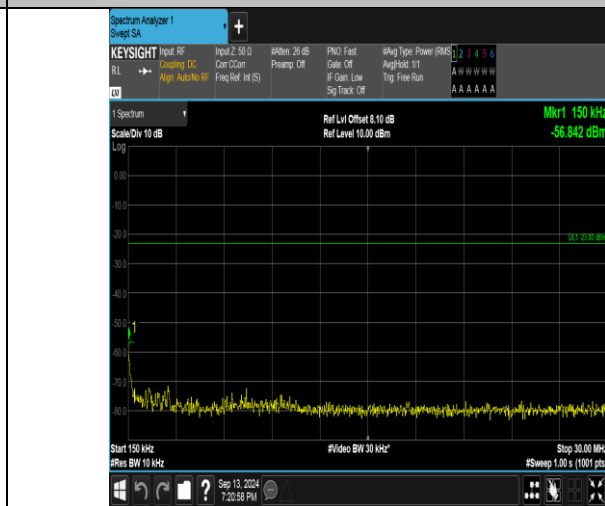 Spectrum Analyzer 1
Swept SA
+
KEYSIGHT Input: RF Input Z: 50 Ω #Atten: 26 dB PNO: Fast #Avg Type: Power (RMS 1 2 3 4 5 6
RL Coupling: DC Corr CCorr Preamp: Off Gate: Off Avg|Hold: 1/1 A W W W W W
Align: Auto/No RF Freq Ref: Int (S) IF Gain: Low Trig: Free Run
LXI Sig Track: Off A A A A A A
1 Spectrum Ref Lvl Offset 8.10 dB Mkr1 150 kHz
Scale/Div 10 dB Ref Level 10.00 dBm -56.842 dBm
Log
0.00
-10.0
-20.0 DL1 -23.00 dBm
-30.0
-40.0
-50.0 1
-60.0
-70.0
-80.0
Start 150 kHz #Video BW 30 kHz* Stop 30.00 MHz
#Res BW 10 kHz #Sweep 1.00 s (1001 pts
? Sep 13, 2024
7:20:58 PM